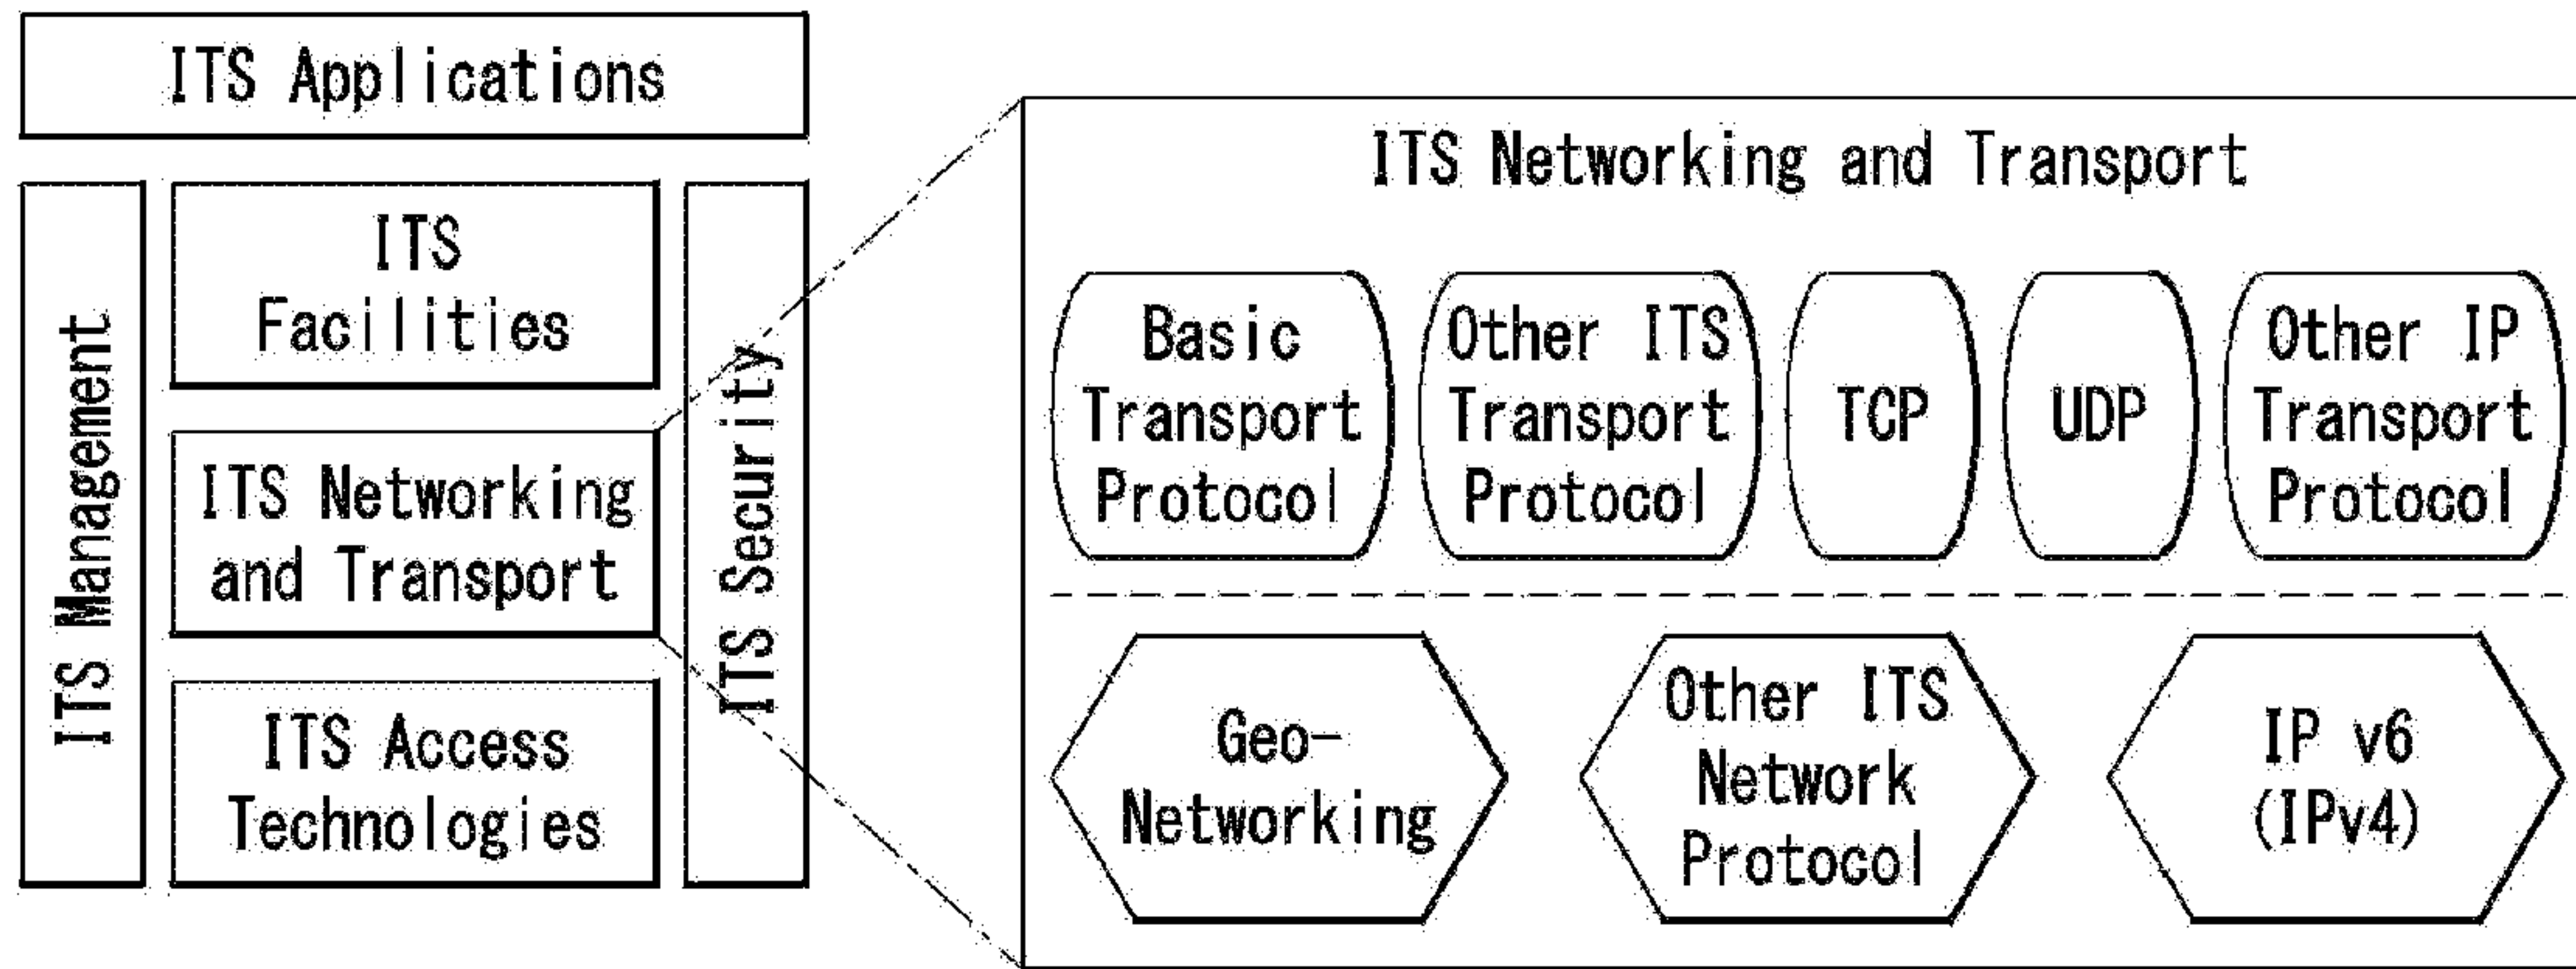 ITS Applications
ITS Management
ITS
Facilities
ITS Networking
and Transport
ITS Access
Technologies
ITS Security
ITS Networking and Transport
Basic
Transport
Protocol
Other ITS
Transport
Protocol
TCP
UDP
Other IP
Transport
Protocol
Geo-
Networking
Other ITS
Network
Protocol
IP v6
(IPv4)